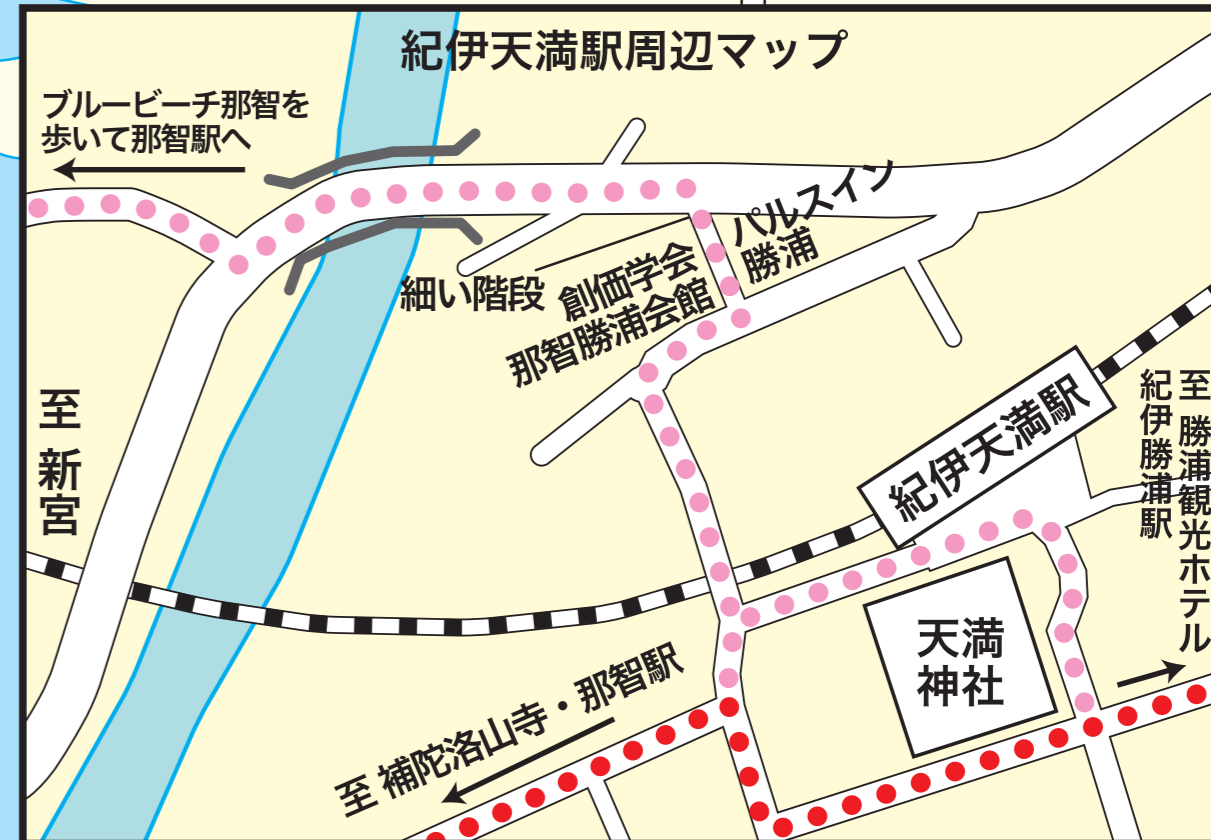 紀伊天満駅周辺マップ
ブルービーチ那智を
歩いて那智駅へ
パルスイン
勝浦
細い階段
創価学会
那智勝浦会館
至 新宮
紀伊天満駅
至 勝浦観光ホテル
紀伊勝浦駅
天満
神社
至 補陀洛山寺・那智駅